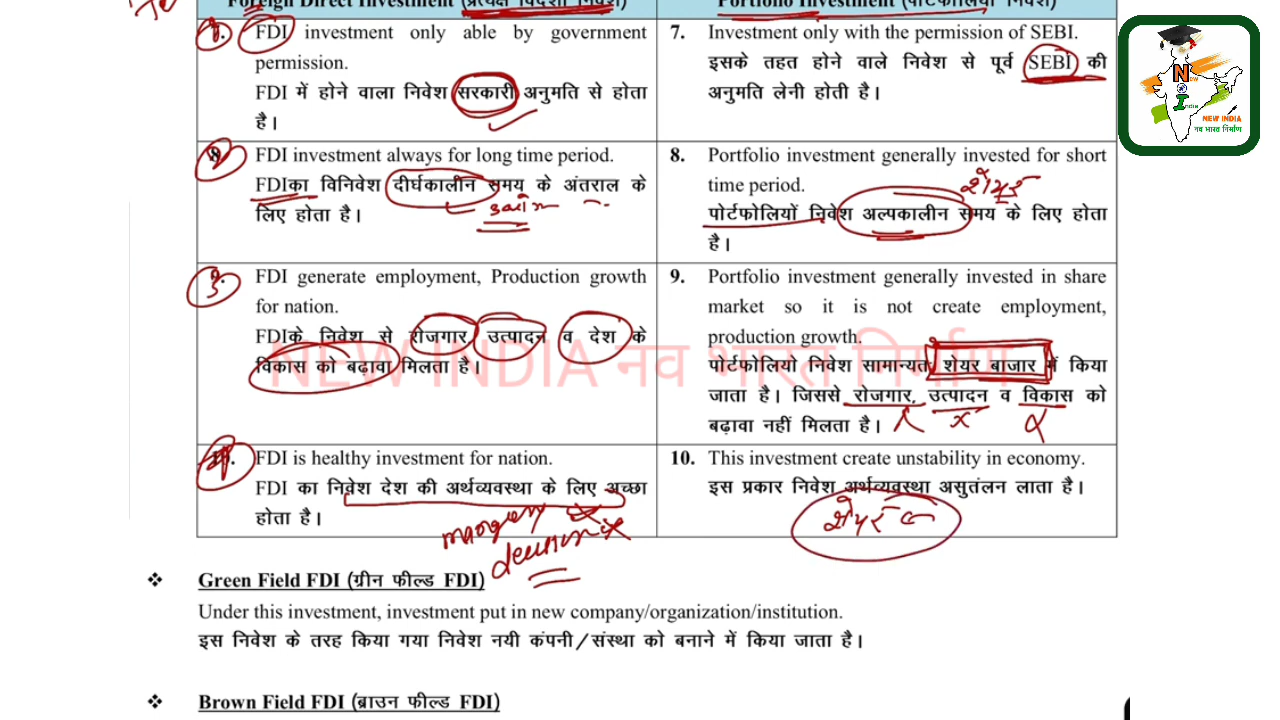 Foreign Direct Investment (प्रत्यक्ष विदेशी निवेश)
Portfolio Investment (पोर्टफोलियो निवेश)
FDI investment only able by government
permission.
FDI में होने वाला निवेश सरकारी अनुमति से होता
है।
7. Investment only with the permission of SEBI.
इसके तहत होने वाले निवेश से पूर्व SEBI की
अनुमति लेनी होती है।
FDI investment always for long time period.
FDIका विनिवेश दीर्घकालीन समय के अंतराल के
लिए होता है।
8. Portfolio investment generally invested for short
time period.
शेयर
पोर्टफोलियों निवेश अल्पकालीन समय के लिए होता
है।
FDI generate employment, Production growth
for nation.
FDIके निवेश से रोजगार, उत्पादन व देश के
विकास को बढ़ावा मिलता है।
9. Portfolio investment generally invested in share
market so it is not create employment,
production growth.
पोर्टफोलियो निवेश सामान्यत: शेयर बाजार में किया
जाता है। जिससे रोजगार, उत्पादन व विकास को
बढ़ावा नहीं मिलता है।
FDI is healthy investment for nation.
FDI का निवेश देश की अर्थव्यवस्था के लिए अच्छा
होता है।
10. This investment create unstability in economy.
इस प्रकार निवेश अर्थव्यवस्था असुतंलन लाता है।
❖ Green Field FDI (ग्रीन फील्ड FDI)
Under this investment, investment put in new company/organization/institution.
इस निवेश के तरह किया गया निवेश नयी कंपनी/संस्था को बनाने में किया जाता है।
❖ Brown Field FDI (ब्राउन फील्ड FDI)
NEW INDIA नव भारत निर्माण
New
India
NEW INDIA
नव भारत निर्माण